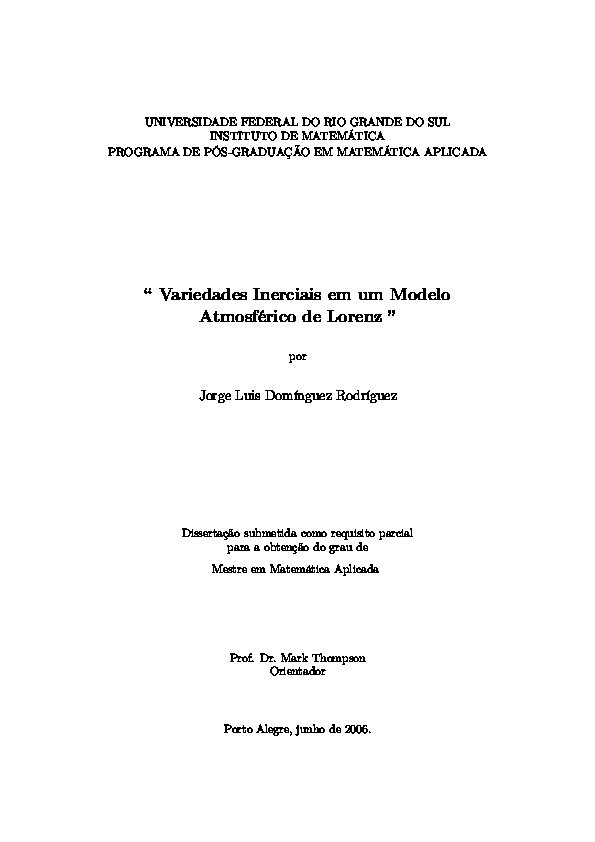 UNIVERSIDADE FEDERAL DO RIO GRANDE DO SUL
INSTITUTO DE MATEMÁTICA
PROGRAMA DE PÓS-GRADUAÇÃO EM MATEMÁTICA APLICADA
“ Variedades Inerciais em um Modelo
Atmosférico de Lorenz ”
por
Jorge Luis Domínguez Rodríguez
Dissertação submetida como requisito parcial
para a obtenção do grau de
Mestre em Matemática Aplicada
Prof. Dr. Mark Thompson
Orientador
Porto Alegre, junho de 2006.